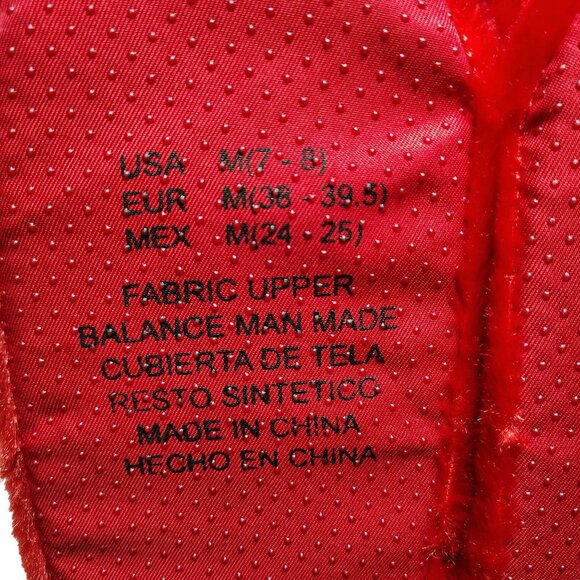 USA M(7 - 8)
EUR M(38 - 39.5)
MEX M(24 - 25)
FABRIC UPPER
BALANCE MAN MADE
CUBIERTA DE TELA
RESTO SINTETICO
MADE IN CHINA
HECHO EN CHINA